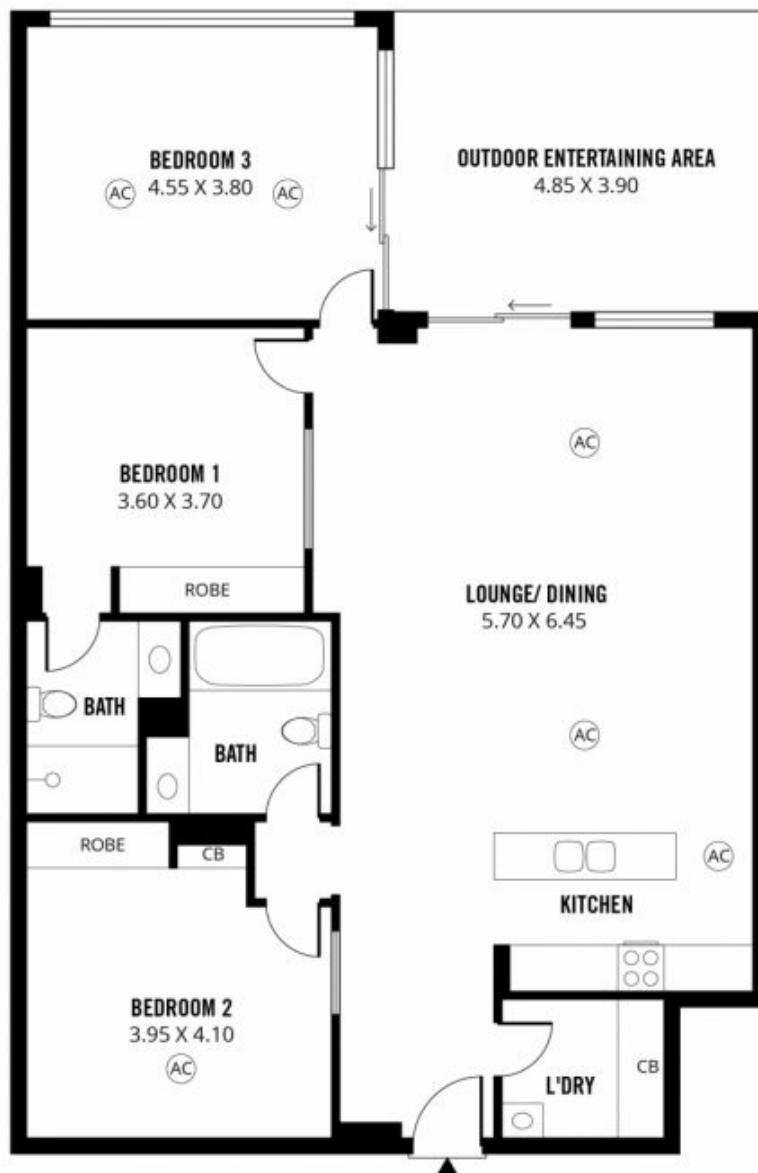 BEDROOM 3
4.55 X 3.80
AC
AC
OUTDOOR ENTERTAINING AREA
4.85 X 3.90
AC
BEDROOM 1
3.60 X 3.70
ROBE
LOUNGE/ DINING
5.70 X 6.45
BATH
BATH
AC
ROBE
CB
AC
KITCHEN
BEDROOM 2
3.95 X 4.10
AC
L'DRY
CB